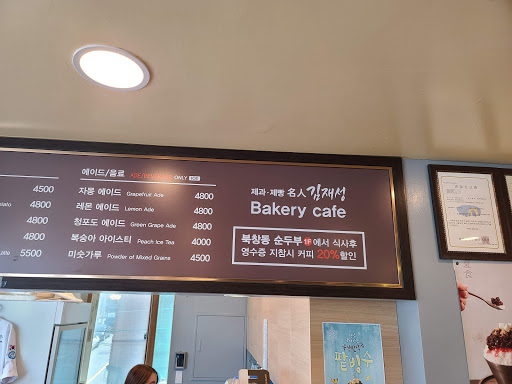 에이드/음료 ADE/BEVERAGE ONLY ICE
4500 자몽 에이드 Grapefruit Ade 4800
4800 레몬 에이드 Lemon Ade 4800
4800 청포도 에이드 Green Grape Ade 4800
4800 복숭아 아이스티 Peach Ice Tea 4000
5500 미숫가루 Powder of Mixed Grains 4500
제과·제빵 名人 김재성
Bakery cafe
북창동 순두부 1F 에서 식사후
영수증 지참시 커피 20%할인
팥빙수